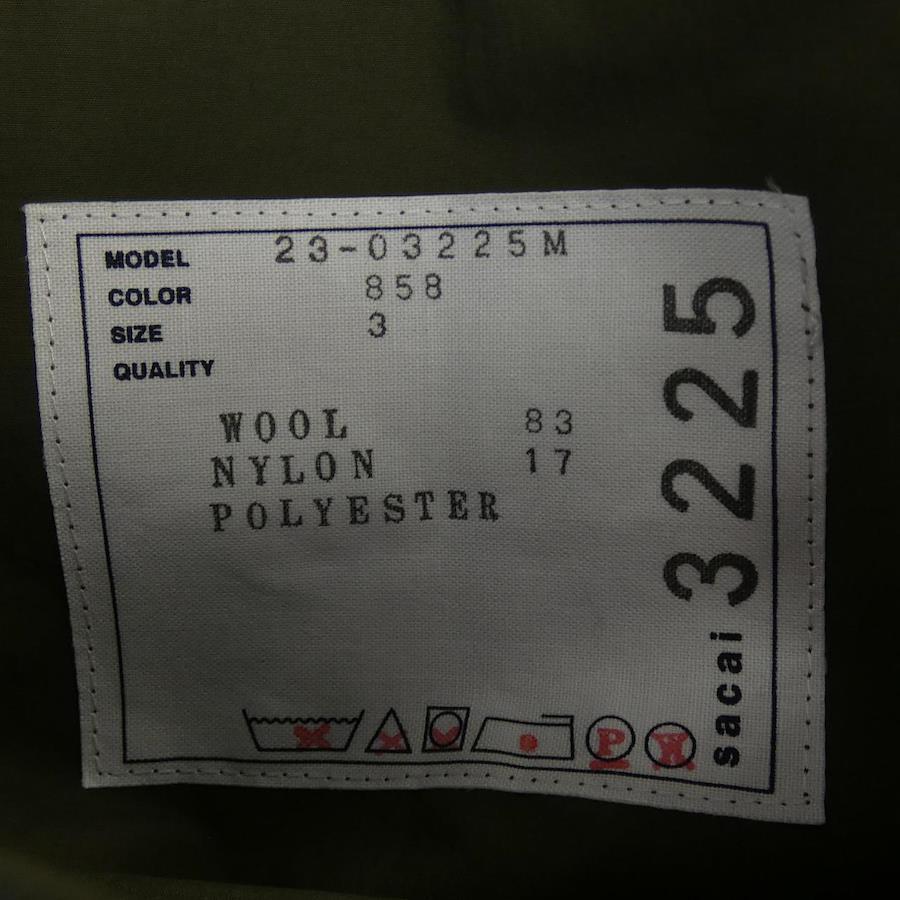 MODEL 23-03225M
COLOR 858
SIZE 3
QUALITY
WOOL 83
NYLON 17
POLYESTER
P W
sacai 3225